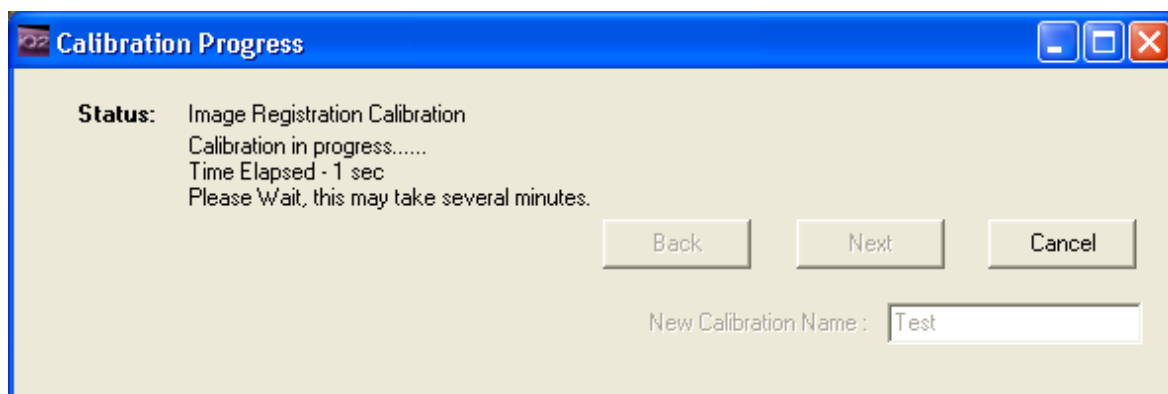 iQ2 Calibration Progress
Status: Image Registration Calibration
Calibration in progress......
Time Elapsed - 1 sec
Please Wait, this may take several minutes.
Back Next Cancel
New Calibration Name : Test